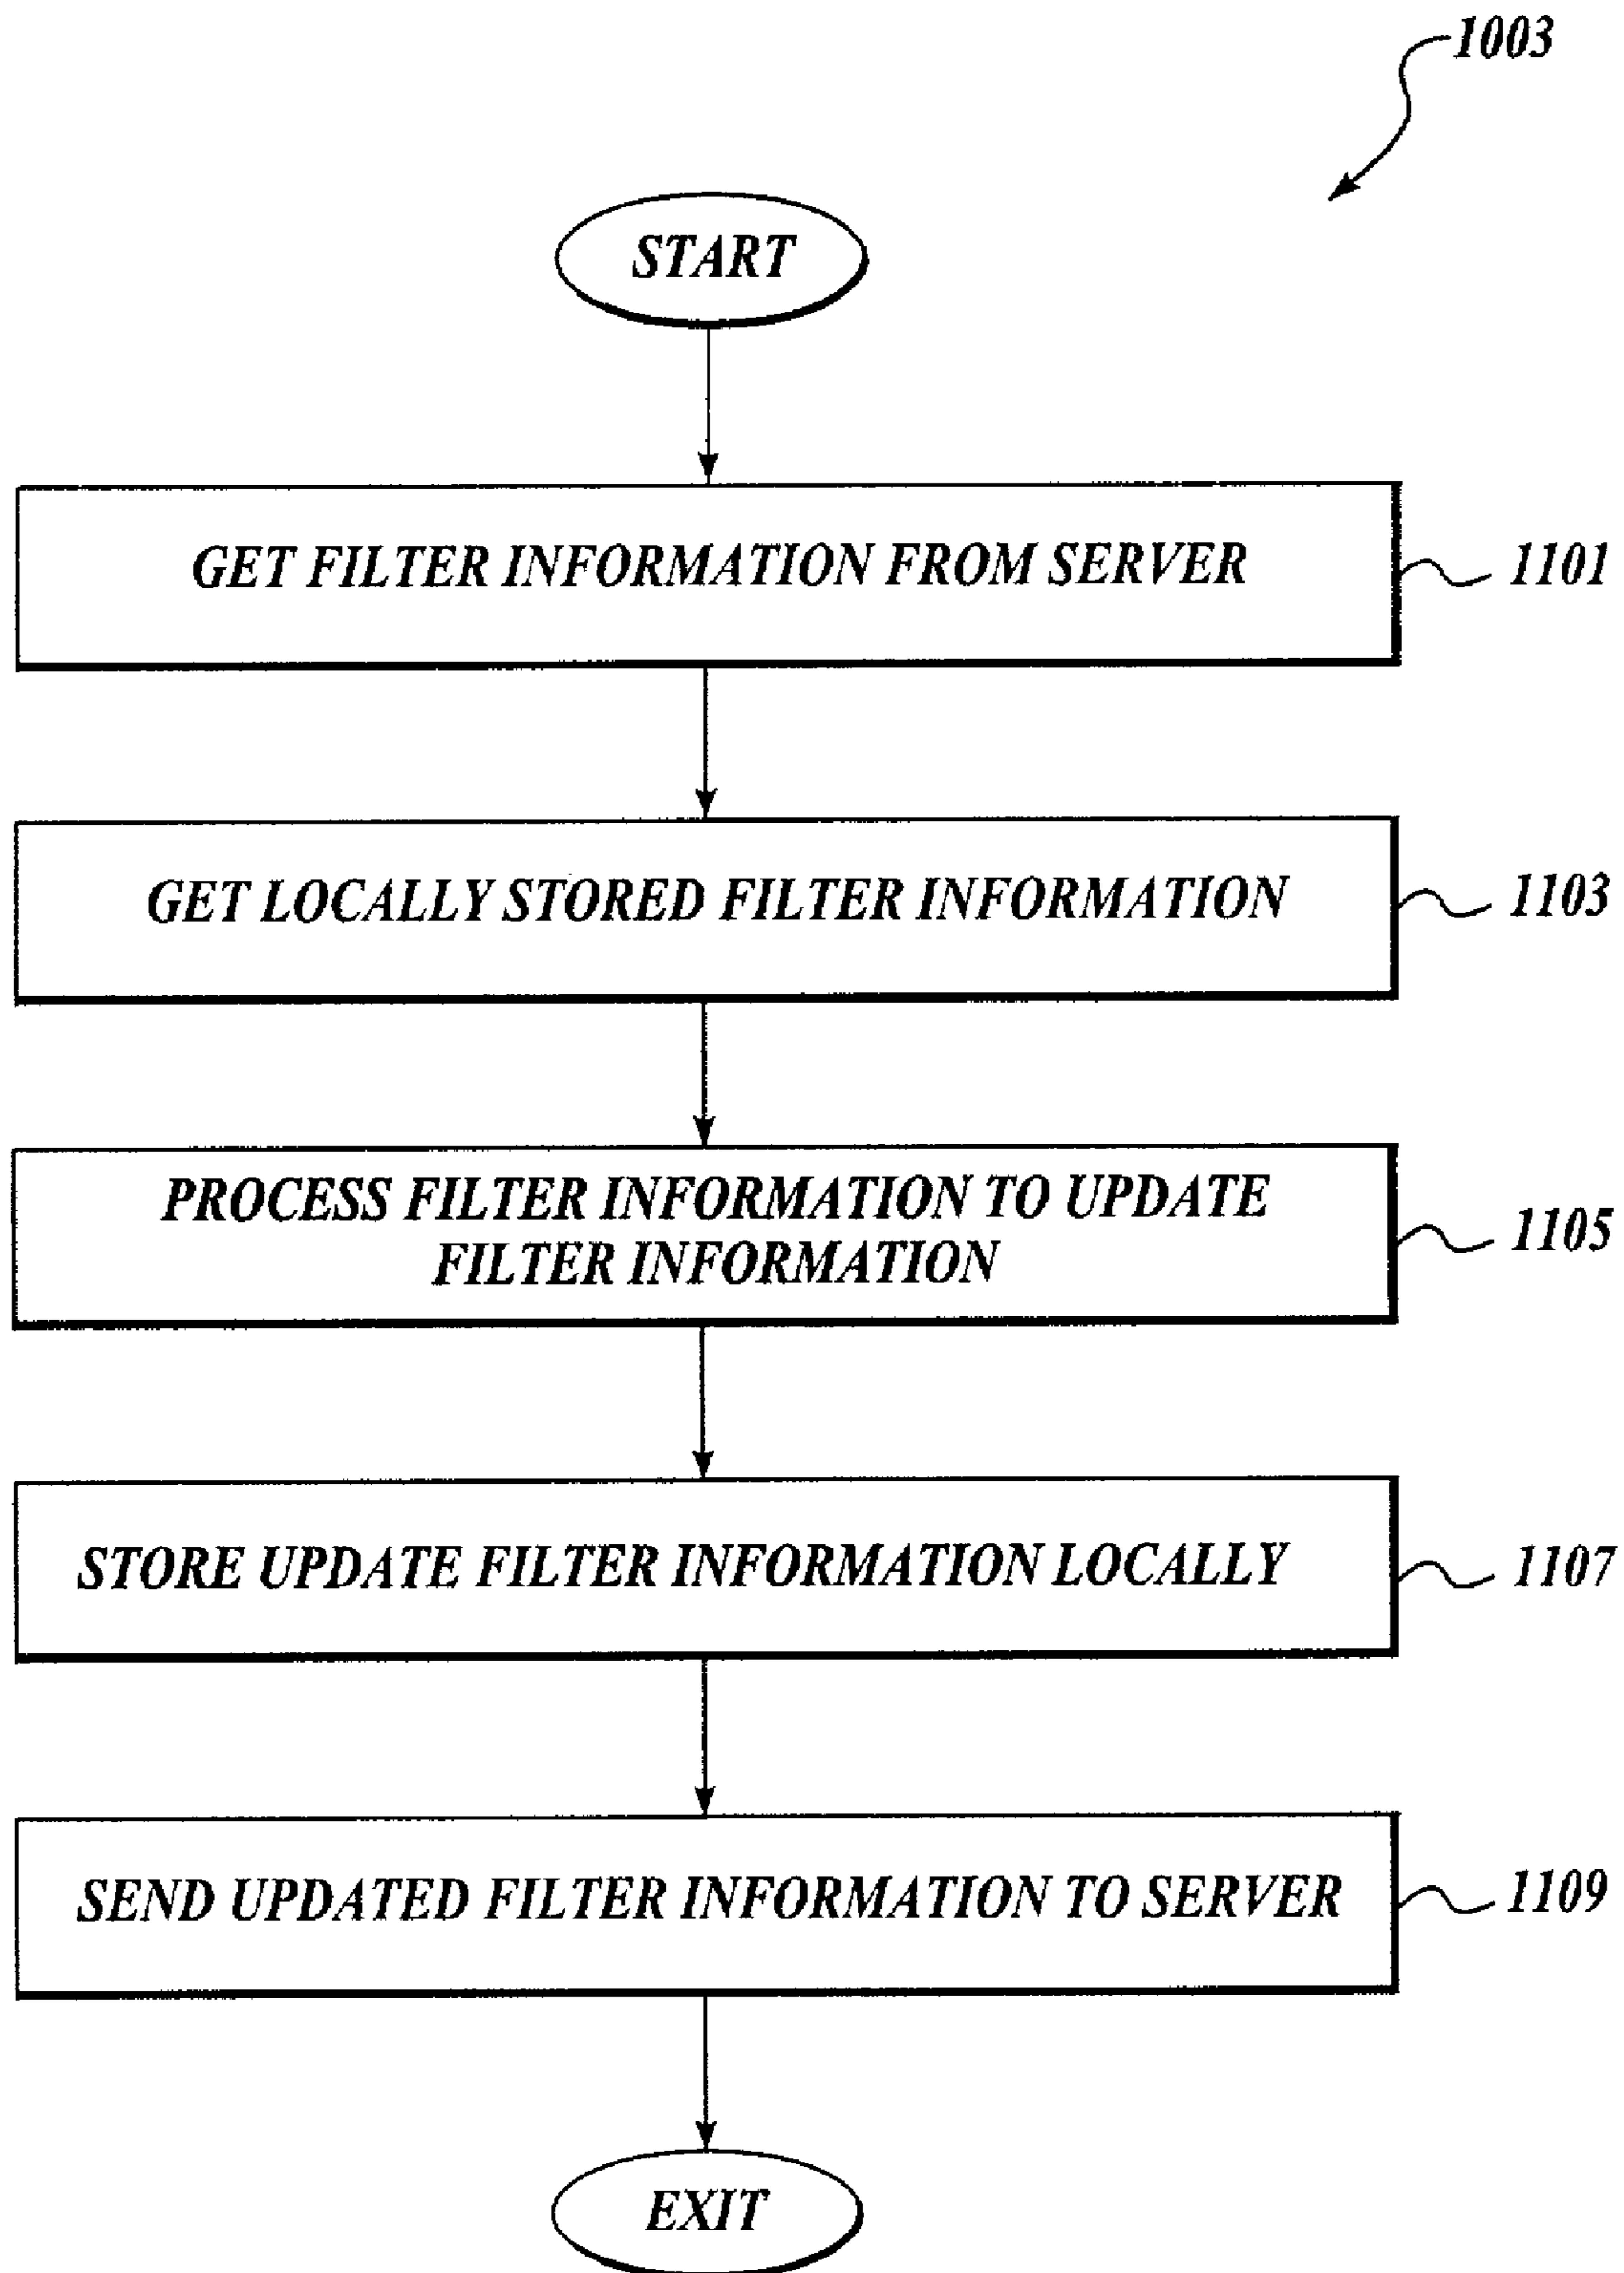 1003
START
GET FILTER INFORMATION FROM SERVER
1101
GET LOCALLY STORED FILTER INFORMATION
1103
PROCESS FILTER INFORMATION TO UPDATE
FILTER INFORMATION
1105
STORE UPDATE FILTER INFORMATION LOCALLY
1107
SEND UPDATED FILTER INFORMATION TO SERVER
1109
EXIT